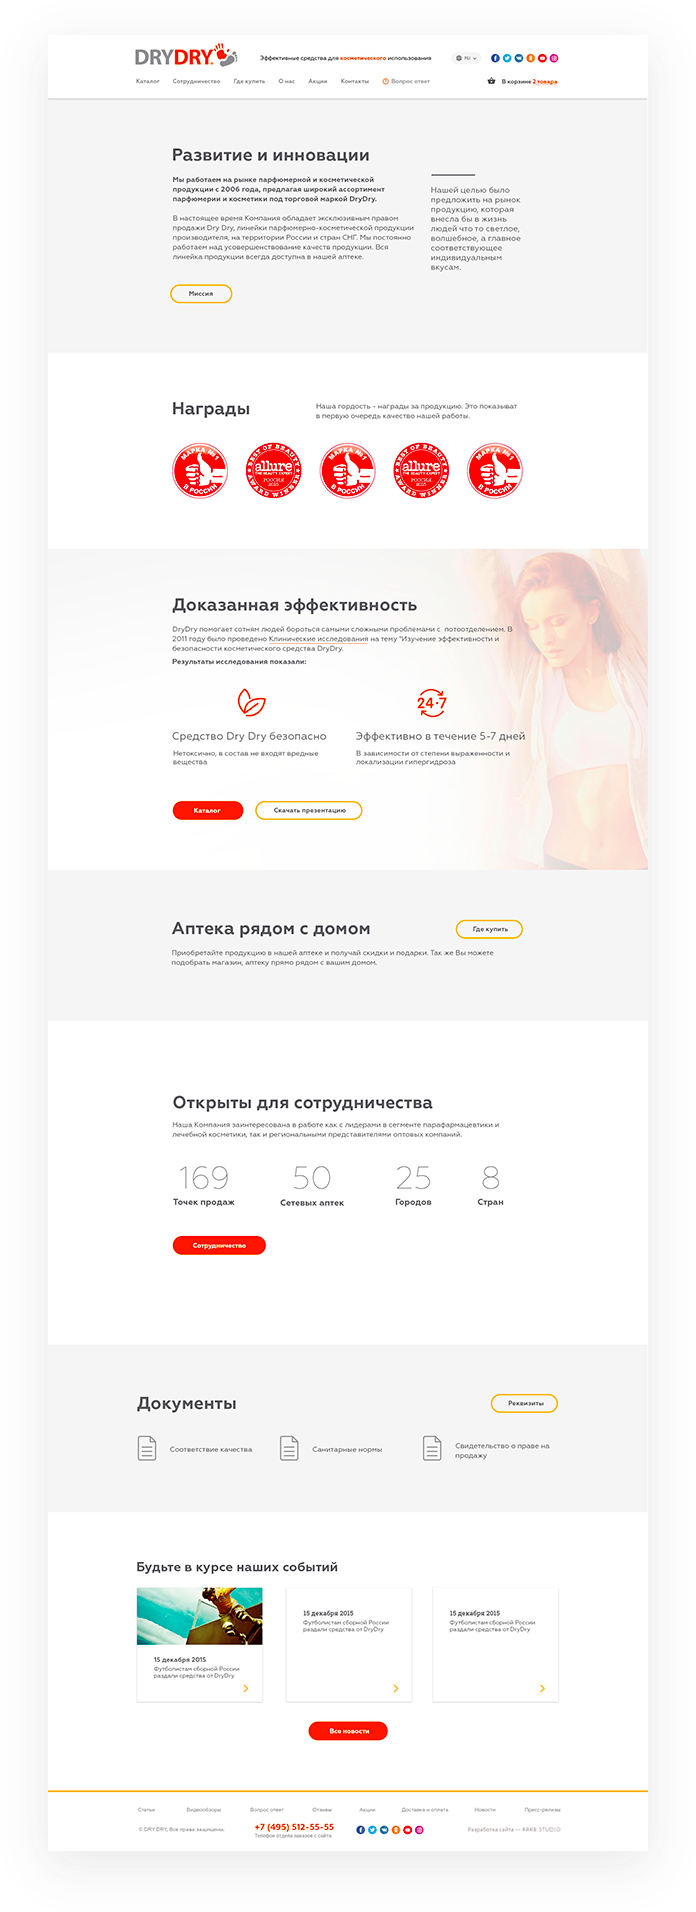 DRYDRY.
Эффективные средства для косметического использования
RU
Каталог Сотрудничество Где купить О нас Акции Контакты Вопрос ответ
В корзине 2 товара
Развитие и инновации
Мы работаем на рынке парфюмерной и косметической
продукции с 2006 года, предлагая широкий ассортимент
парфюмерии и косметики под торговой маркой DryDry.
В настоящее время Компания обладает эксклюзивным правом
продажи Dry Dry, линейки парфюмерно-косметической продукции
производителя, на территории России и стран СНГ. Мы постоянно
работаем над усовершенствование качеств продукции. Вся
линейка продукции всегда доступна в нашей аптеке.
Миссия
Нашей целью было
предложить на рынок
продукцию, которая
внесла бы в жизнь
людей что то светлое,
волшебное, а главное
соответствующее
индивидуальным
вкусам.
Награды
Наша гордость - награды за продукцию. Это показыват
в первую очередь качество нашей работы.
МАРКА №1
В РОССИИ
BEST OF BEAUTY
allure
THE BEAUTY EXPERT
РОССИЯ
2015
AWARD WINNER
МАРКА №1
В РОССИИ
BEST OF BEAUTY
allure
THE BEAUTY EXPERT
РОССИЯ
2015
AWARD WINNER
МАРКА №1
В РОССИИ
Доказанная эффективность
DryDry помогает сотням людей бороться самыми сложными проблемами с потоотделением. В
2011 году было проведено Клинические исследования на тему "Изучение эффективности и
безопасности косметического средства DryDry.
Результаты исследования показали:
24·7
Средство Dry Dry безопасно
Нетоксично, в состав не входят вредные
вещества
Эффективно в течение 5-7 дней
В зависимости от степени выраженности и
локализации гипергидроза
Каталог
Скачать презентацию
Аптека рядом с домом
Где купить
Приобретайте продукцию в нашей аптеке и получай скидки и подарки. Так же Вы можете
подобрать магазин, аптеку прямо рядом с вашим домом.
Открыты для сотрудничества
Наша Компания заинтересована в работе как с лидерами в сегменте парафармацевтики и
лечебной косметики, так и региональными представителями оптовых компаний.
169 50 25 8
Точек продаж Сетевых аптек Городов Стран
Сотрудничество
Документы
Реквизиты
Соответствие качества
Санитарные нормы
Свидетельство о праве на
продажу
Будьте в курсе наших событий
15 декабря 2015
Футболистам сборной России
раздали средства от DryDry
15 декабря 2015
Футболистам сборной России
раздали средства от DryDry
15 декабря 2015
Футболистам сборной России
раздали средства от DryDry
Все новости
Статьи Видеообзоры Вопрос ответ Отзывы Акции Доставка и оплата Новости Пресс-релизы
© DRY DRY, Все права защищены.
+7 (495) 512-55-55
Телефон отдела заказов с сайта.
Разработка сайта — ARKB STUDIO